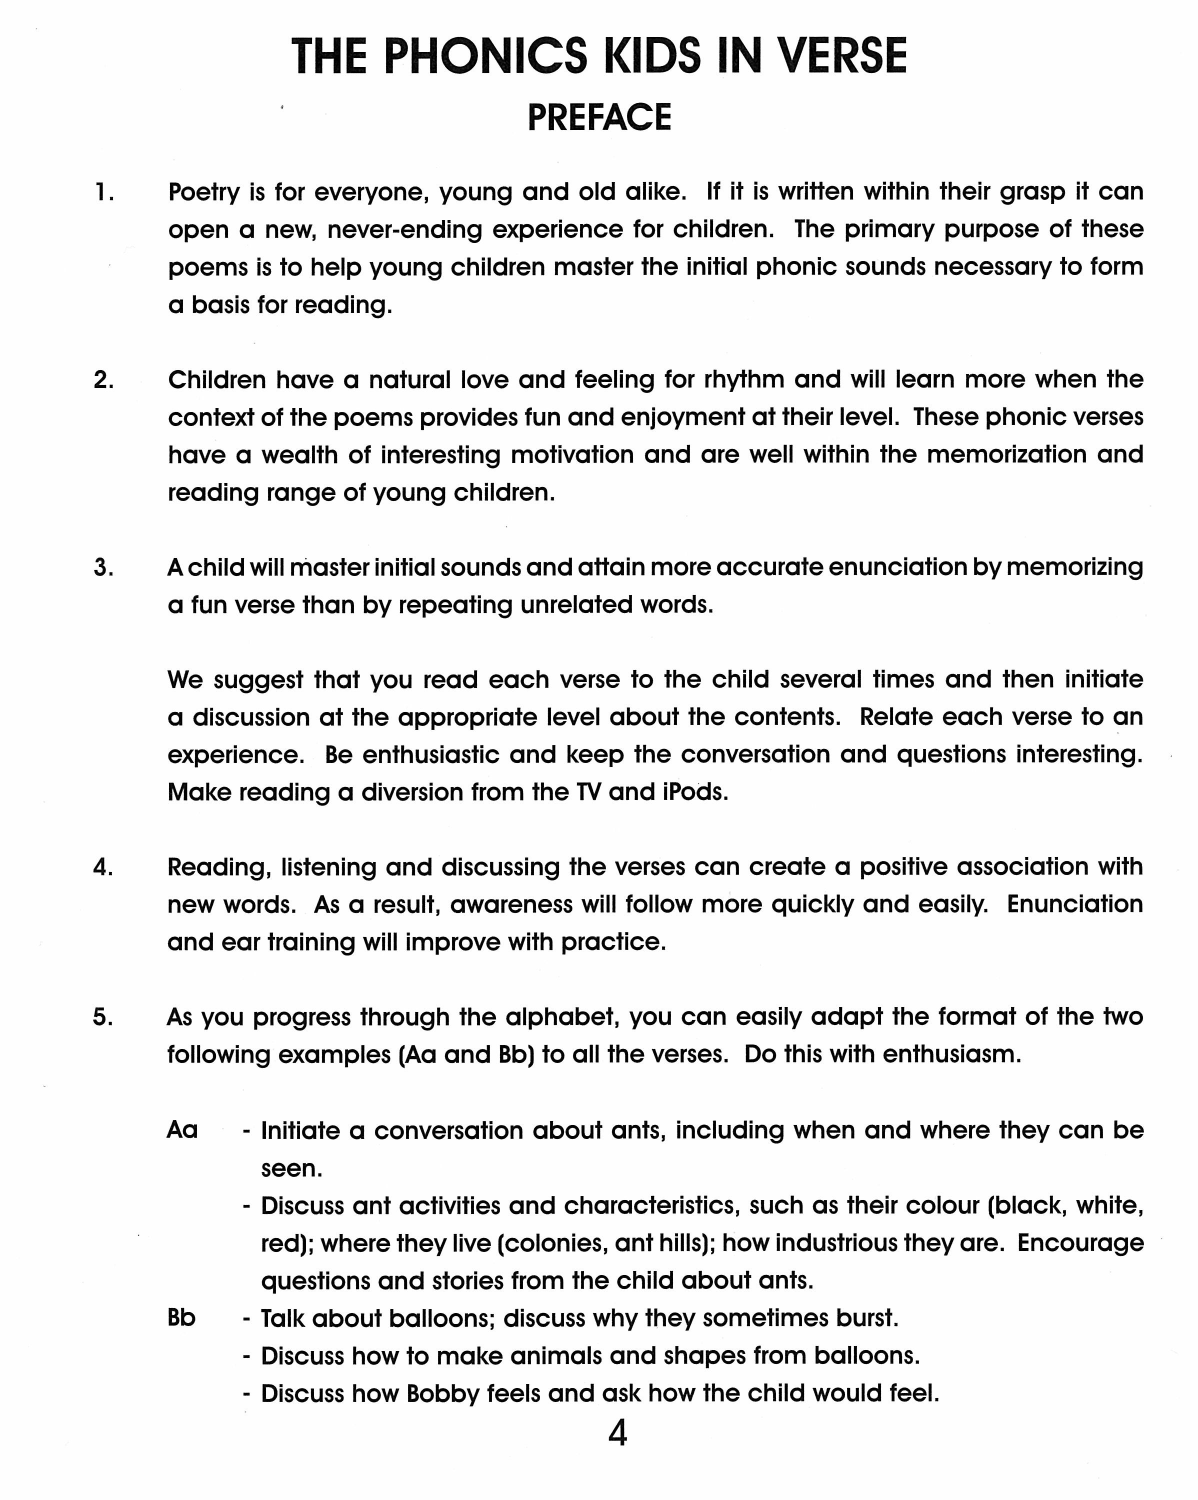 THE PHONICS KIDS IN VERSE
PREFACE
1. Poetry is for everyone, young and old alike. If it is written within their grasp it can
open a new, never-ending experience for children. The primary purpose of these
poems is to help young children master the initial phonic sounds necessary to form
a basis for reading.
2. Children have a natural love and feeling for rhythm and will learn more when the
context of the poems provides fun and enjoyment at their level. These phonic verses
have a wealth of interesting motivation and are well within the memorization and
reading range of young children.
3. A child will master initial sounds and attain more accurate enunciation by memorizing
a fun verse than by repeating unrelated words.
We suggest that you read each verse to the child several times and then initiate
a discussion at the appropriate level about the contents. Relate each verse to an
experience. Be enthusiastic and keep the conversation and questions interesting.
Make reading a diversion from the TV and iPods.
4. Reading, listening and discussing the verses can create a positive association with
new words. As a result, awareness will follow more quickly and easily. Enunciation
and ear training will improve with practice.
5. As you progress through the alphabet, you can easily adapt the format of the two
following examples (Aa and Bb) to all the verses. Do this with enthusiasm.
Aa - Initiate a conversation about ants, including when and where they can be
seen.
- Discuss ant activities and characteristics, such as their colour (black, white,
red); where they live (colonies, ant hills); how industrious they are. Encourage
questions and stories from the child about ants.
Bb - Talk about balloons; discuss why they sometimes burst.
- Discuss how to make animals and shapes from balloons.
- Discuss how Bobby feels and ask how the child would feel.
4